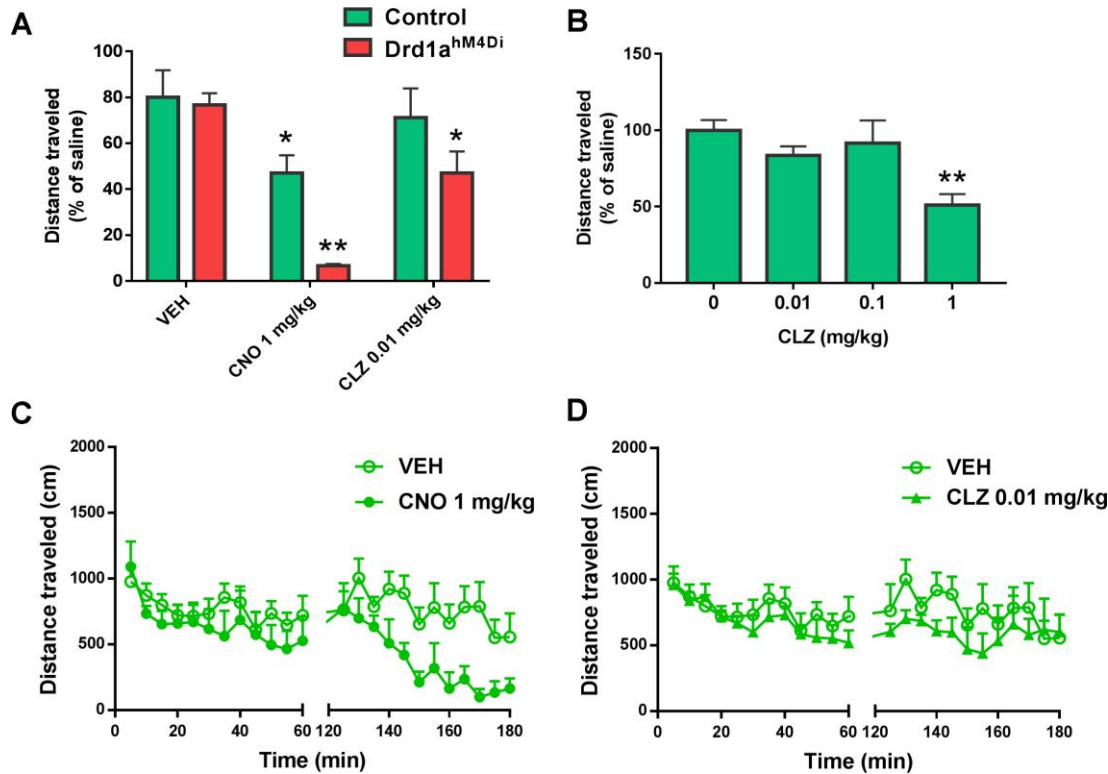 A
Control
Drd1a^hM4Di
Distance traveled
(% of saline)
100
80
60
40
20
0
*
**
*
VEH
CNO 1 mg/kg
CLZ 0.01 mg/kg
B
Distance traveled
(% of saline)
150
100
50
0
**
0 0.01 0.1 1
CLZ (mg/kg)
C
VEH
CNO 1 mg/kg
Distance traveled (cm)
2000
1500
1000
500
0
0 20 40 60 120 140 160 180
Time (min)
D
VEH
CLZ 0.01 mg/kg
Distance traveled (cm)
2000
1500
1000
500
0
0 20 40 60 120 140 160 180
Time (min)